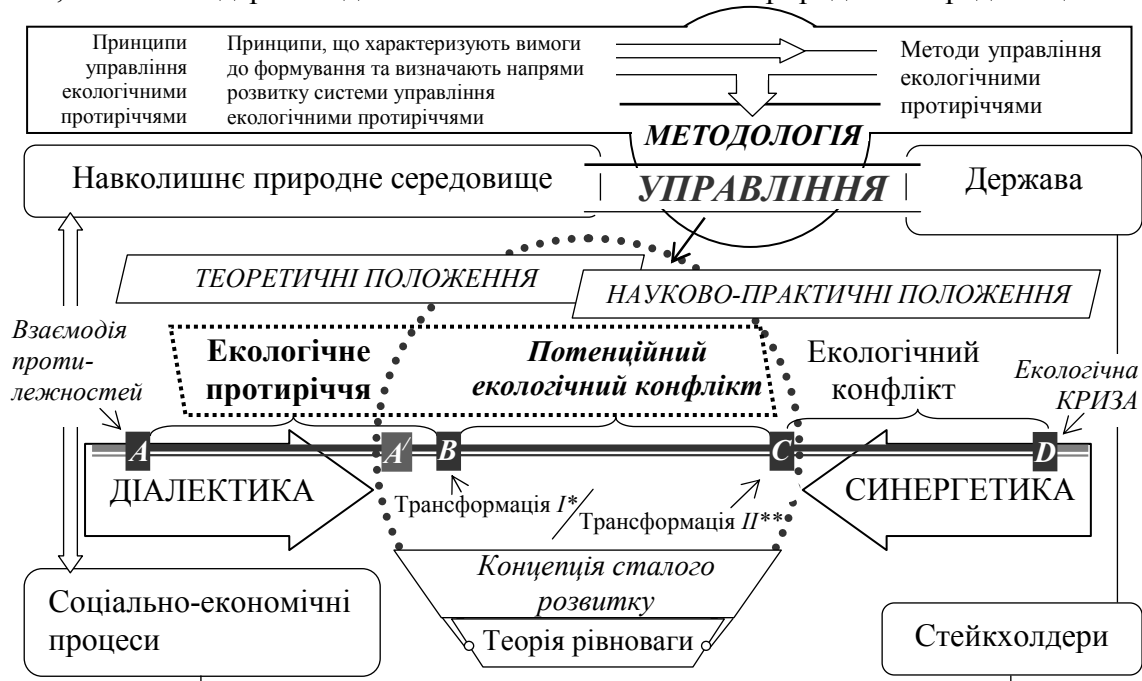 Принципи
управління
екологічними
протиріччями
Принципи, що характеризують вимоги
до формування та визначають напрями
розвитку системи управління
екологічними протиріччями
Методи управління
екологічними
протиріччями
МЕТОДОЛОГІЯ
Навколишнє природне середовище
УПРАВЛІННЯ
Держава
ТЕОРЕТИЧНІ ПОЛОЖЕННЯ
НАУКОВО-ПРАКТИЧНІ ПОЛОЖЕННЯ
Взаємодія
проти-
лежностей
Екологічне
протиріччя
Потенційний
екологічний конфлікт
Екологічний
конфлікт
Екологічна
КРИЗА
A
A′
B
C
D
ДІАЛЕКТИКА
Трансформація I*
Трансформація II**
СИНЕРГЕТИКА
Концепція сталого
розвитку
Теорія рівноваги
Соціально-економічні
процеси
Стейкхолдери